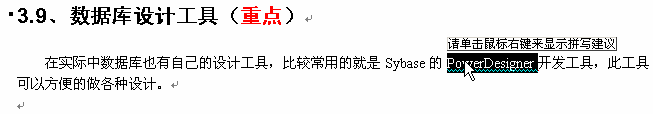 3.9、数据库设计工具（重点）
请单击鼠标右键来显示拼写建议
在实际中数据库也有自己的设计工具，比较常用的就是 Sybase 的 PowerDesigner 开发工具，此工具
可以方便的做各种设计。